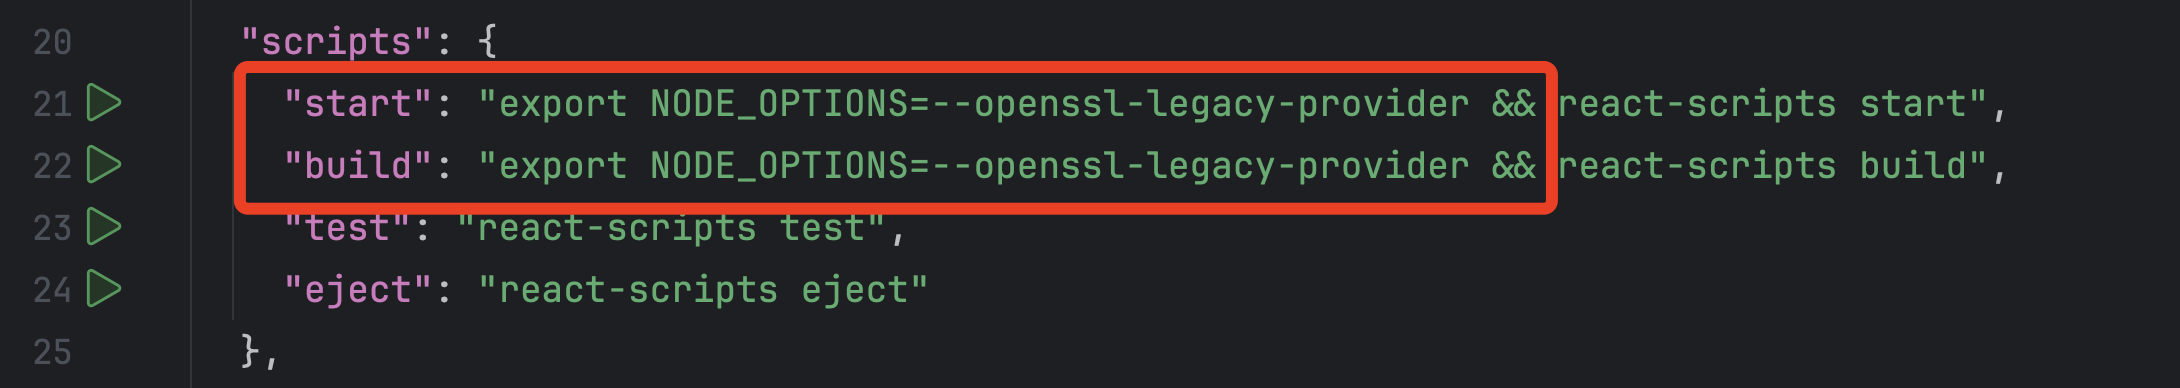 20 "scripts": {
21 "start": "export NODE_OPTIONS=--openssl-legacy-provider && react-scripts start",
22 "build": "export NODE_OPTIONS=--openssl-legacy-provider && react-scripts build",
23 "test": "react-scripts test",
24 "eject": "react-scripts eject"
25 },